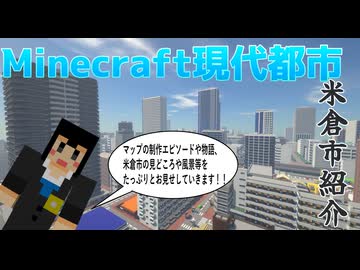 Minecraft現代都市
米倉市紹介
マップの制作エピソードや物語、
米倉市の見どころや風景等を
たっぷりとお見せしていきます！！